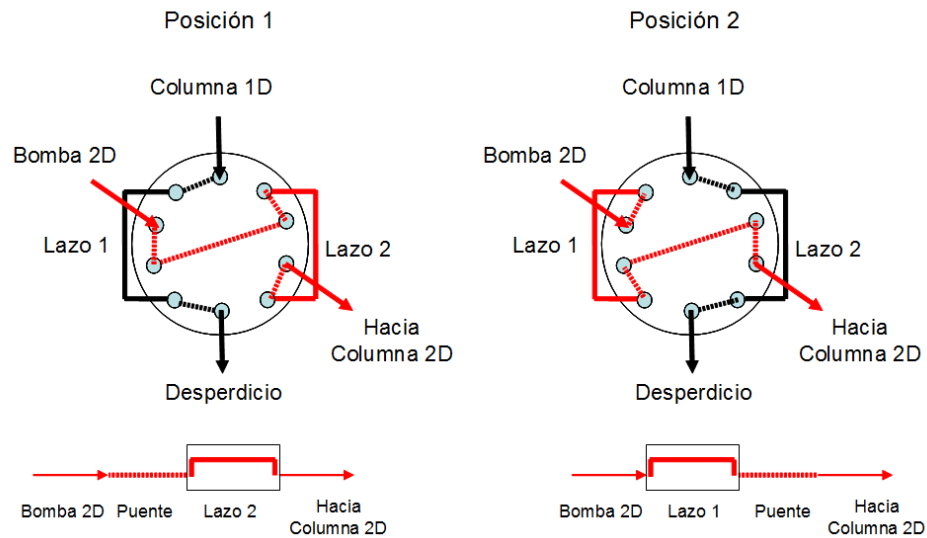 Posición 1
Columna 1D
Bomba 2D
Lazo 1
Lazo 2
Hacia
Columna 2D
Desperdicio
Bomba 2D
Puente
Lazo 2
Hacia
Columna 2D
Posición 2
Columna 1D
Bomba 2D
Lazo 1
Lazo 2
Hacia
Columna 2D
Desperdicio
Bomba 2D
Lazo 1
Puente
Hacia
Columna 2D